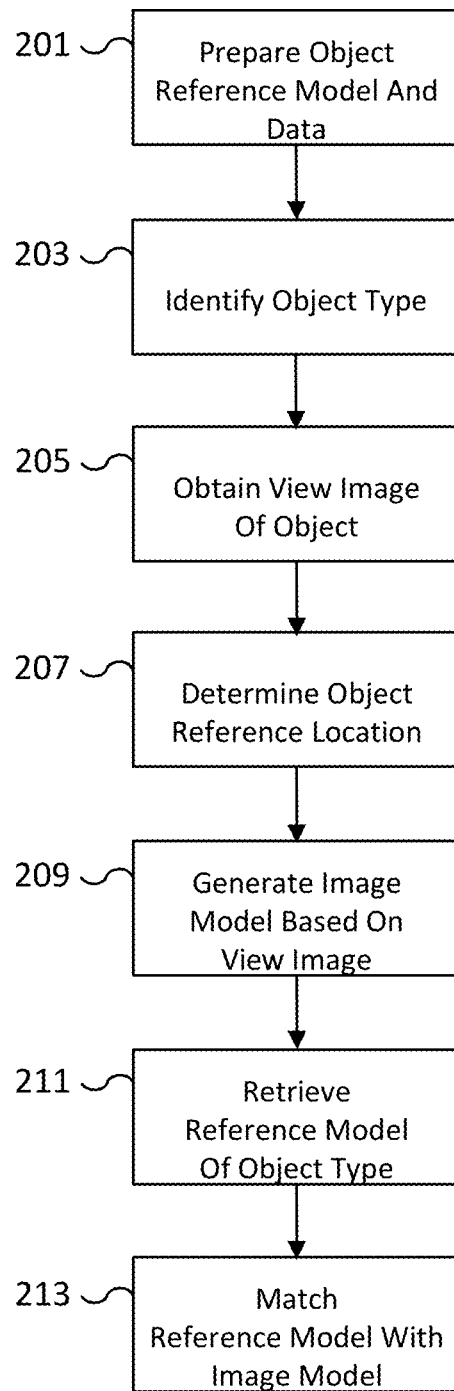 201
Prepare Object
Reference Model And
Data
203
Identify Object Type
205
Obtain View Image
Of Object
207
Determine Object
Reference Location
209
Generate Image
Model Based On
View Image
211
Retrieve
Reference Model
Of Object Type
213
Match
Reference Model With
Image Model